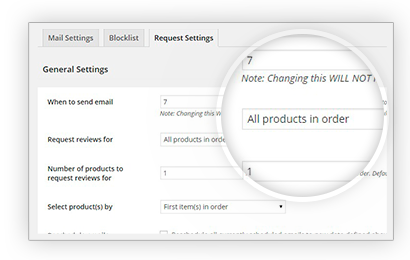 Mail Settings Blocklist Request Settings
General Settings
When to send email 7
Note: Changing this W
7
Note: Changing this WILL NOT
Request reviews for All products in orde
All products in order
Number of products to
request reviews for 1
1 rder. Defa
Select product(s) by First item(s) in order